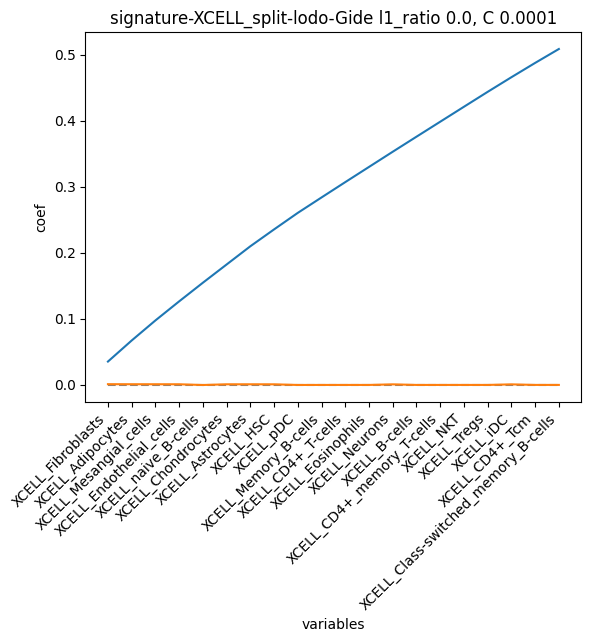 signature-XCELL_split-lodo-Gide l1_ratio 0.0, C 0.0001
0.5
0.4
0.3
0.2
0.1
0.0
coef
XCELL_Fibroblasts
XCELL_Adipocytes
XCELL_Mesangial_cells
XCELL_Endothelial_cells
XCELL_naive_B-cells
XCELL_Chondrocytes
XCELL_Astrocytes
XCELL_HSC
XCELL_pDC
XCELL_Memory_B-cells
XCELL_CD4+_T-cells
XCELL_Eosinophils
XCELL_Neurons
XCELL_B-cells
XCELL_CD4+_memory_T-cells
XCELL_NKT
XCELL_Tregs
XCELL_iDC
XCELL_CD4+_Tcm
XCELL_Class-switched_memory_B-cells
variables